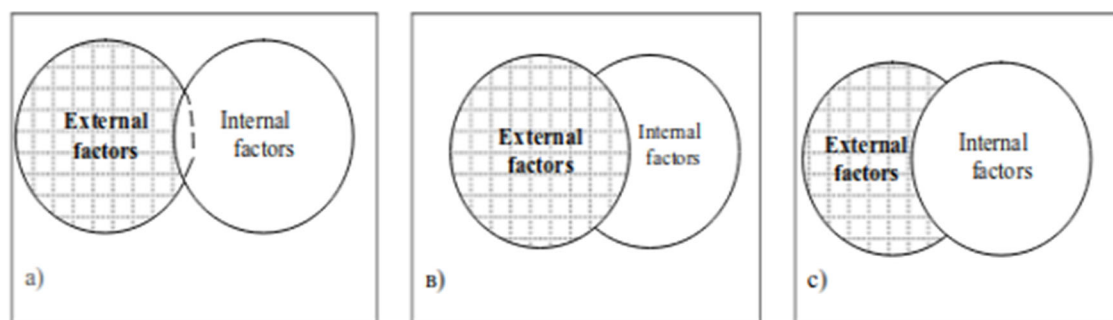 External
factors
Internal
factors
a)
External
factors
Internal
factors
в)
External
factors
Internal
factors
c)